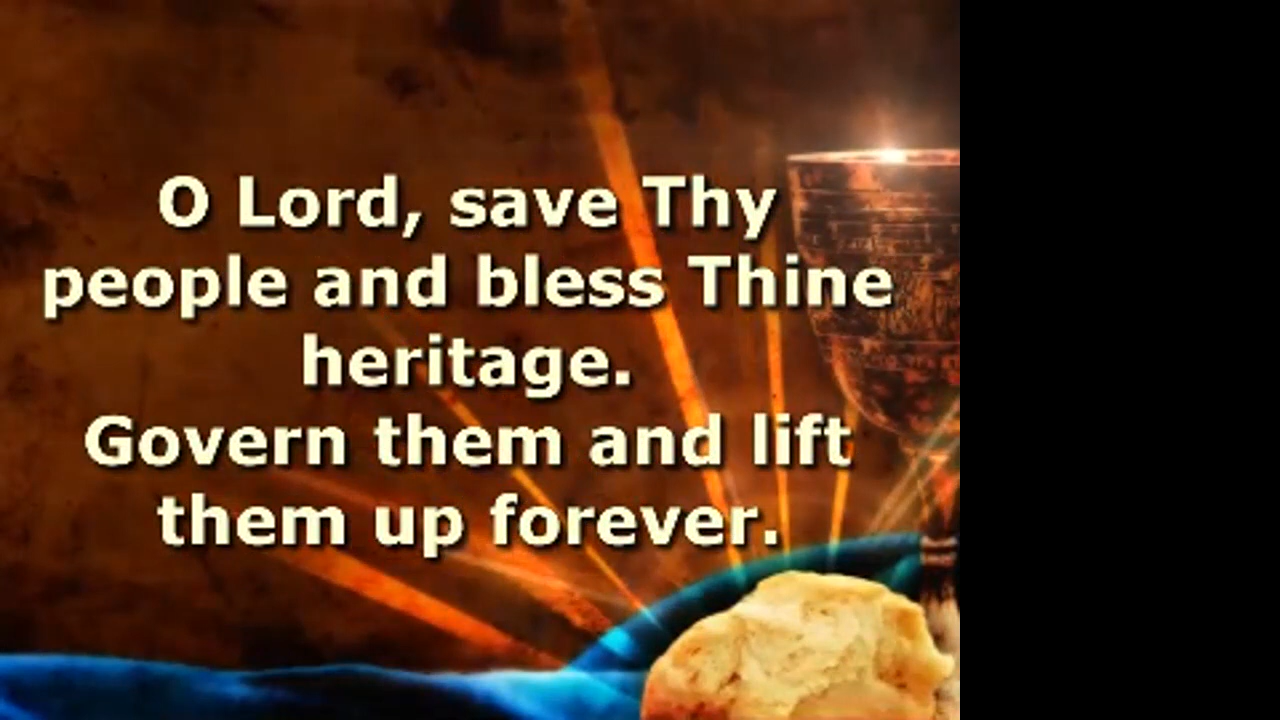 O Lord, save Thy
people and bless Thine
heritage.
Govern them and lift
them up forever.